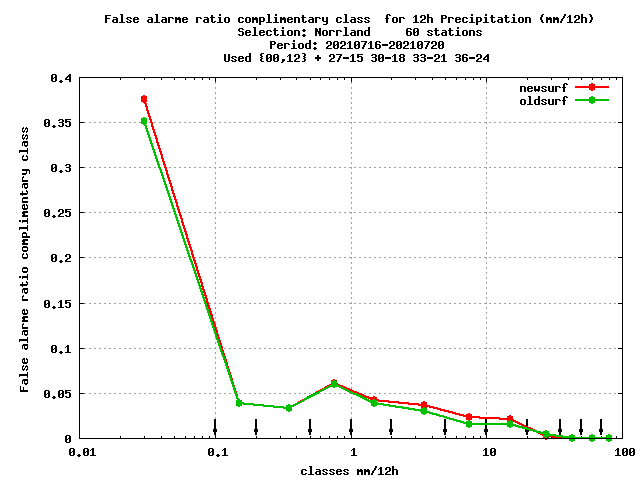 False alarme ratio complimentary class  for 12h Precipitation (mm/12h)
Selection: Norrland     60 stations
Period: 20210716-20210720
Used {00,12} + 27-15 30-18 33-21 36-24
newsurf
oldsurf
False alarme ratio complimentary class
0.4
0.35
0.3
0.25
0.2
0.15
0.1
0.05
0
0.01
0.1
1
10
100
classes mm/12h